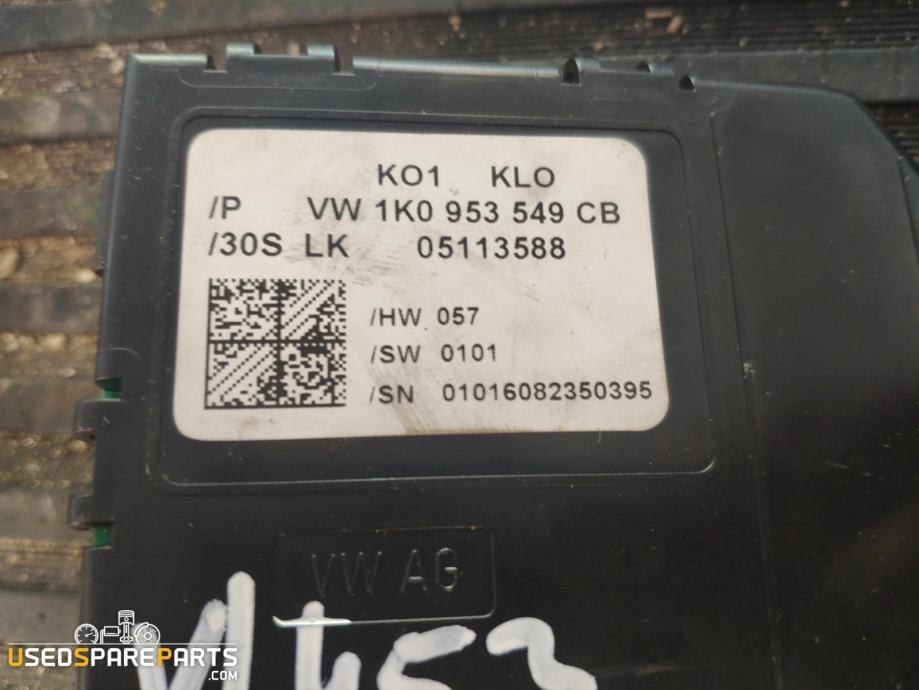 KO1 KLO
/P VW 1K0 953 549 CB
/30S LK 05113588
/HW 057
/SW 0101
/SN 01016082350395
VW AG
USEDSPAREPARTS